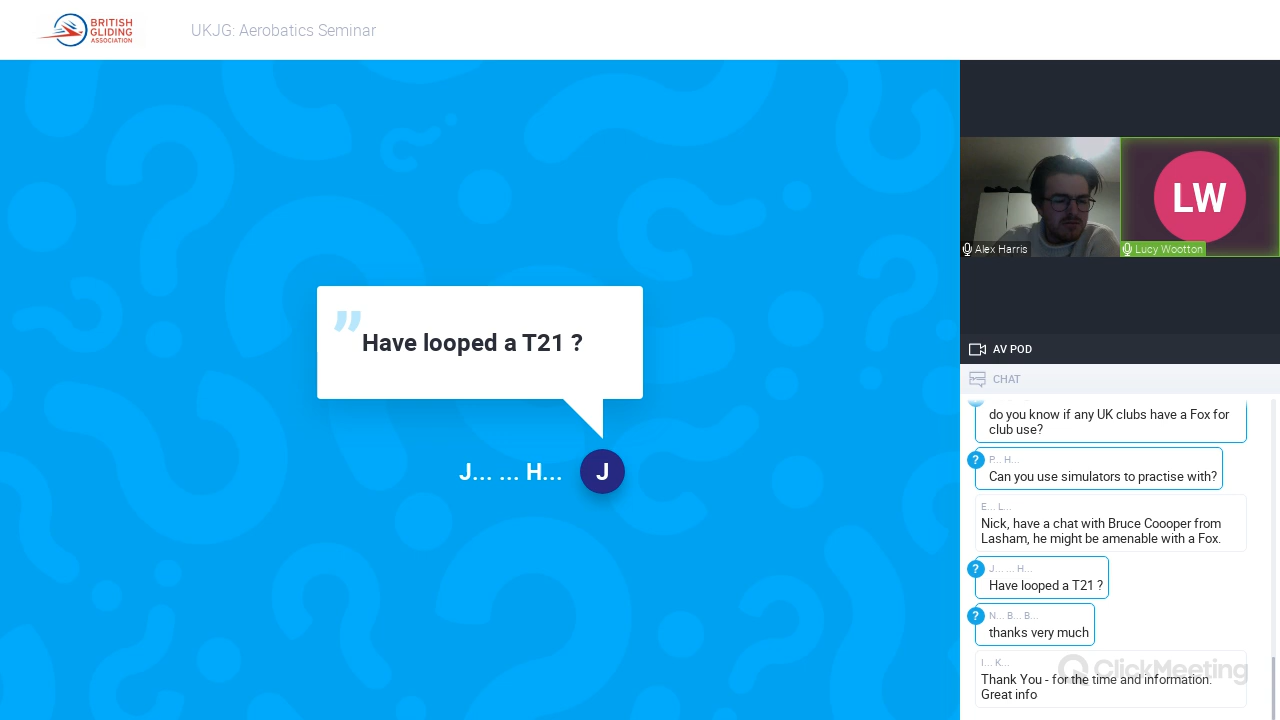 BRITISH
GLIDING
ASSOCIATION
UKJG: Aerobatics Seminar
”
Have looped a T21 ?
J... ... H...
J
LW
Alex Harris
Lucy Wootton
AV POD
CHAT
do you know if any UK clubs have a Fox for
club use?
?
P... H...
Can you use simulators to practise with?
E... L...
Nick, have a chat with Bruce Coooper from
Lasham, he might be amenable with a Fox.
?
J... ... H...
Have looped a T21 ?
?
N... B... B...
thanks very much
I... K...
ClickMeeting
Thank You - for the time and information.
Great info